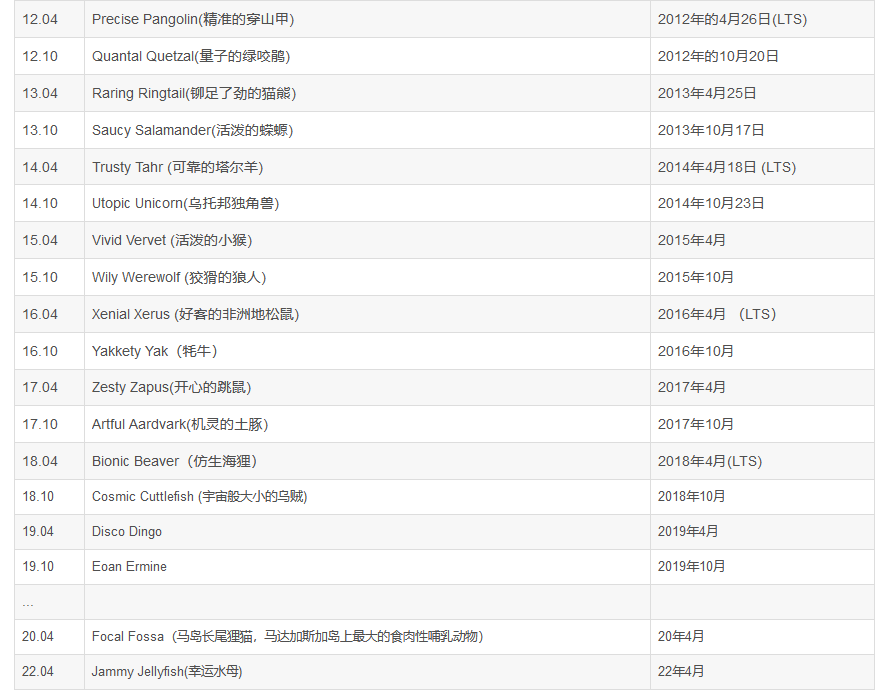 12.04 Precise Pangolin(精准的穿山甲) 2012年的4月26日(LTS)
12.10 Quantal Quetzal(量子的绿咬鹃) 2012年的10月20日
13.04 Raring Ringtail(铆足了劲的猫熊) 2013年4月25日
13.10 Saucy Salamander(活泼的蝾螈) 2013年10月17日
14.04 Trusty Tahr (可靠的塔尔羊) 2014年4月18日 (LTS)
14.10 Utopic Unicorn(乌托邦独角兽) 2014年10月23日
15.04 Vivid Vervet (活泼的小猴) 2015年4月
15.10 Wily Werewolf (狡猾的狼人) 2015年10月
16.04 Xenial Xerus (好客的非洲地松鼠) 2016年4月 （LTS）
16.10 Yakkety Yak（牦牛） 2016年10月
17.04 Zesty Zapus(开心的跳鼠) 2017年4月
17.10 Artful Aardvark(机灵的土豚) 2017年10月
18.04 Bionic Beaver（仿生海狸） 2018年4月(LTS)
18.10 Cosmic Cuttlefish (宇宙般大小的乌贼) 2018年10月
19.04 Disco Dingo 2019年4月
19.10 Eoan Ermine 2019年10月
...
20.04 Focal Fossa（马岛长尾狸猫，马达加斯加岛上最大的食肉性哺乳动物） 20年4月
22.04 Jammy Jellyfish(幸运水母) 22年4月